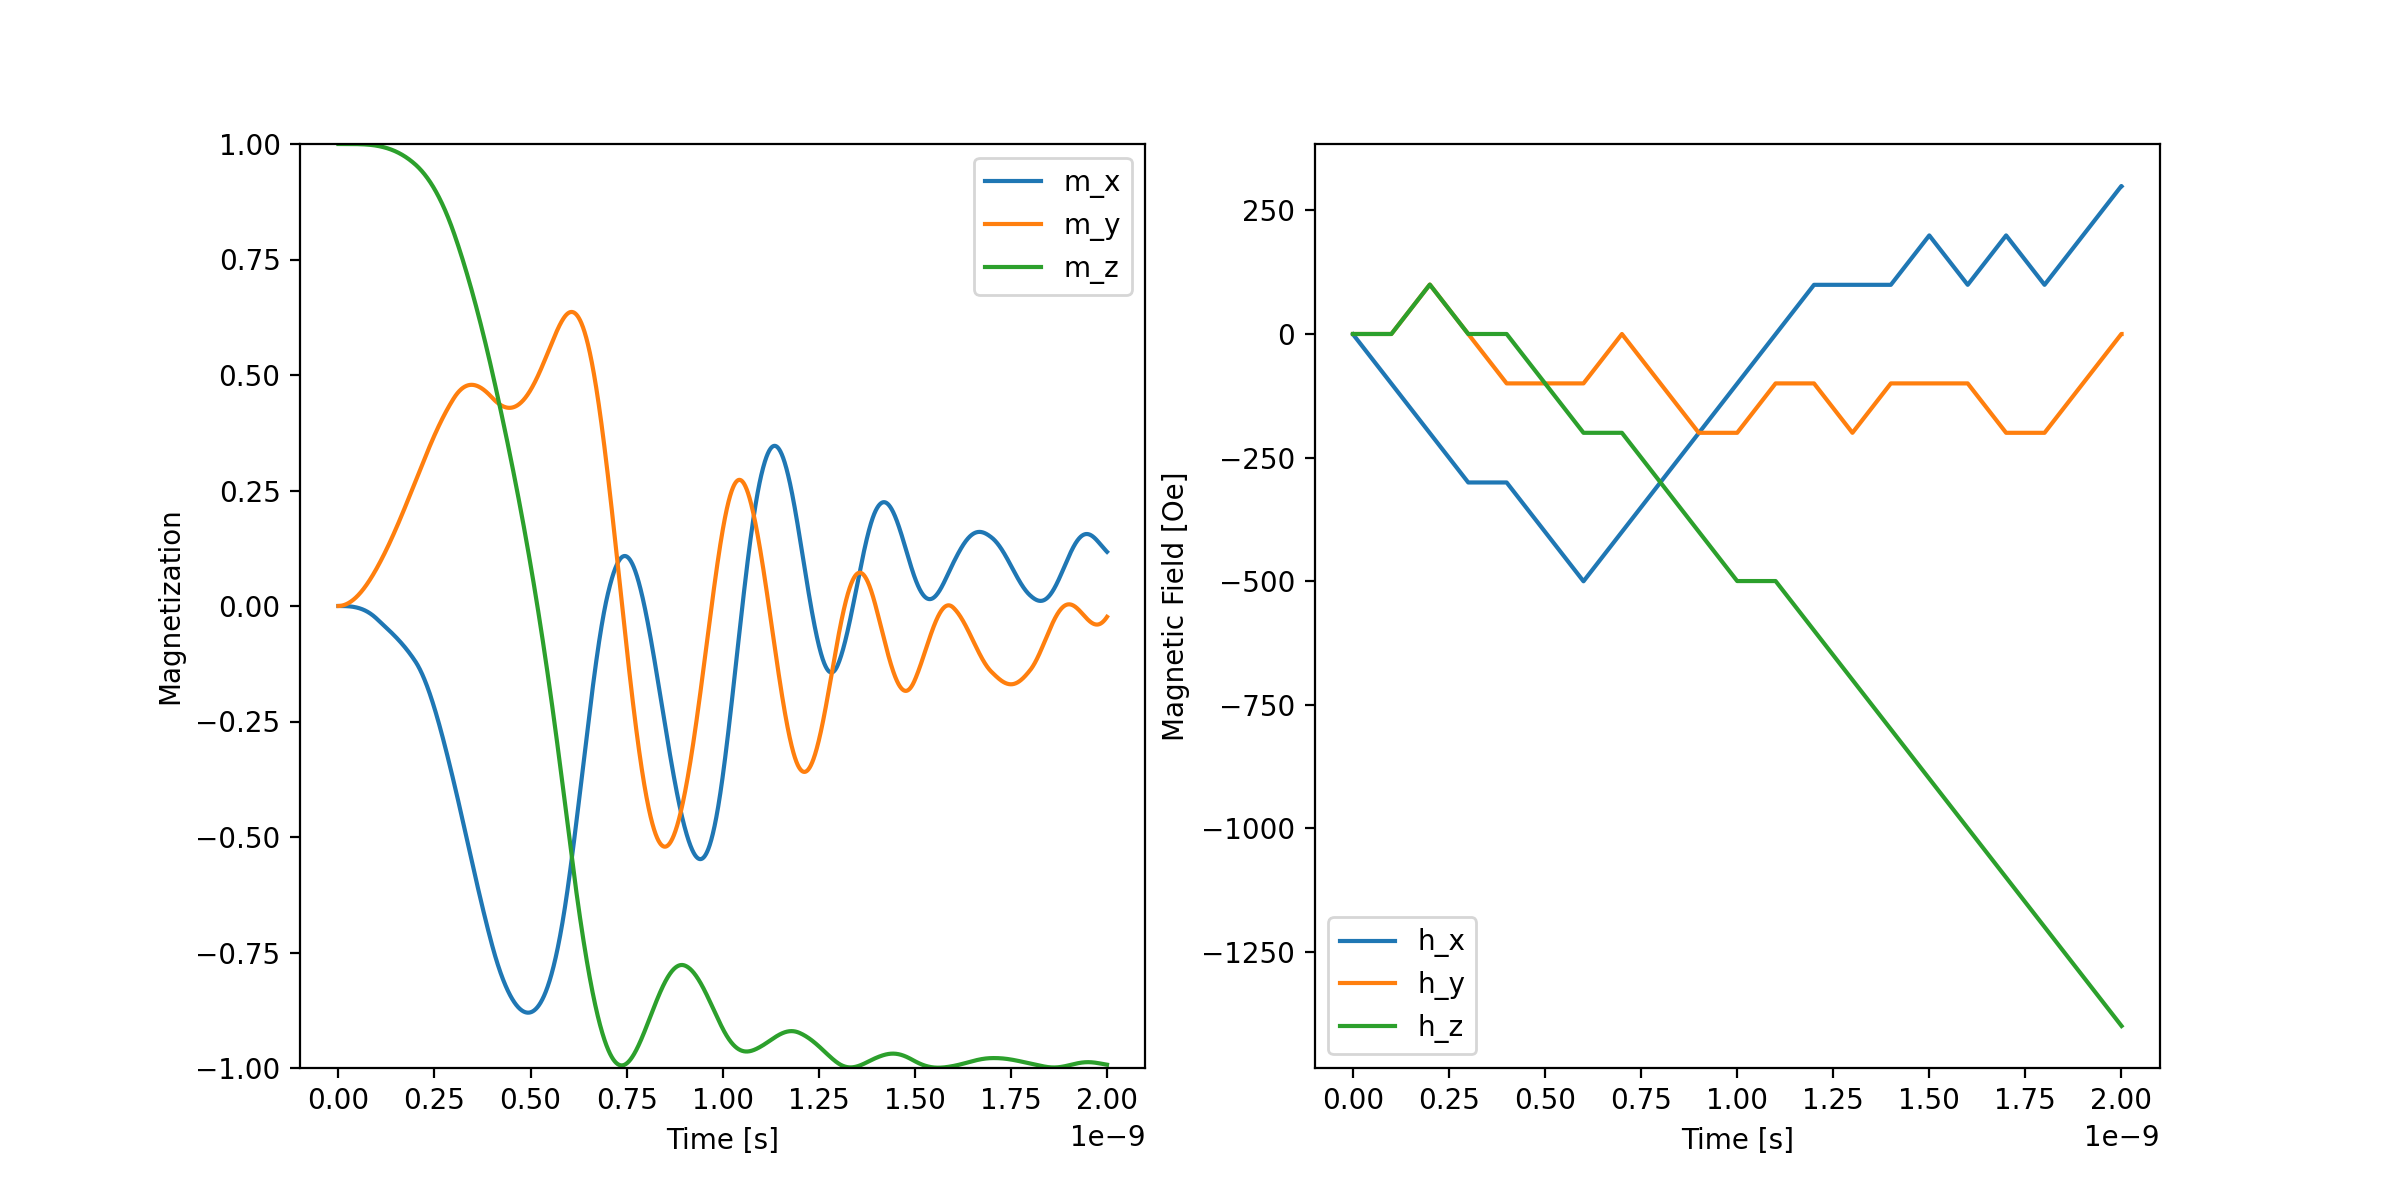 1.00
0.75
0.50
0.25
0.00
−0.25
−0.50
−0.75
−1.00
Magnetization
m_x
m_y
m_z
0.00 0.25 0.50 0.75 1.00 1.25 1.50 1.75 2.00
Time [s]
1e−9
250
0
−250
−500
−750
−1000
−1250
Magnetic Field [Oe]
h_x
h_y
h_z
0.00 0.25 0.50 0.75 1.00 1.25 1.50 1.75 2.00
Time [s]
1e−9